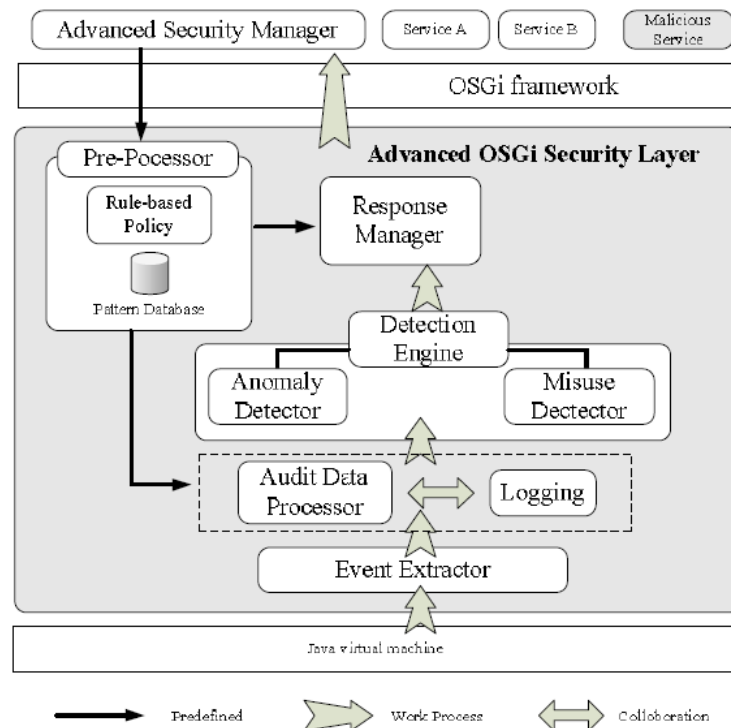 Advanced Security Manager
Service A
Service B
Malicious
Service
OSGi framework
Advanced OSGi Security Layer
Pre-Pocessor
Rule-based
Policy
Pattern Database
Response
Manager
Detection
Engine
Anomaly
Detector
Misuse
Dectector
Audit Data
Processor
Logging
Event Extractor
Java virtual machine
Predefined
Work Process
Collaboration